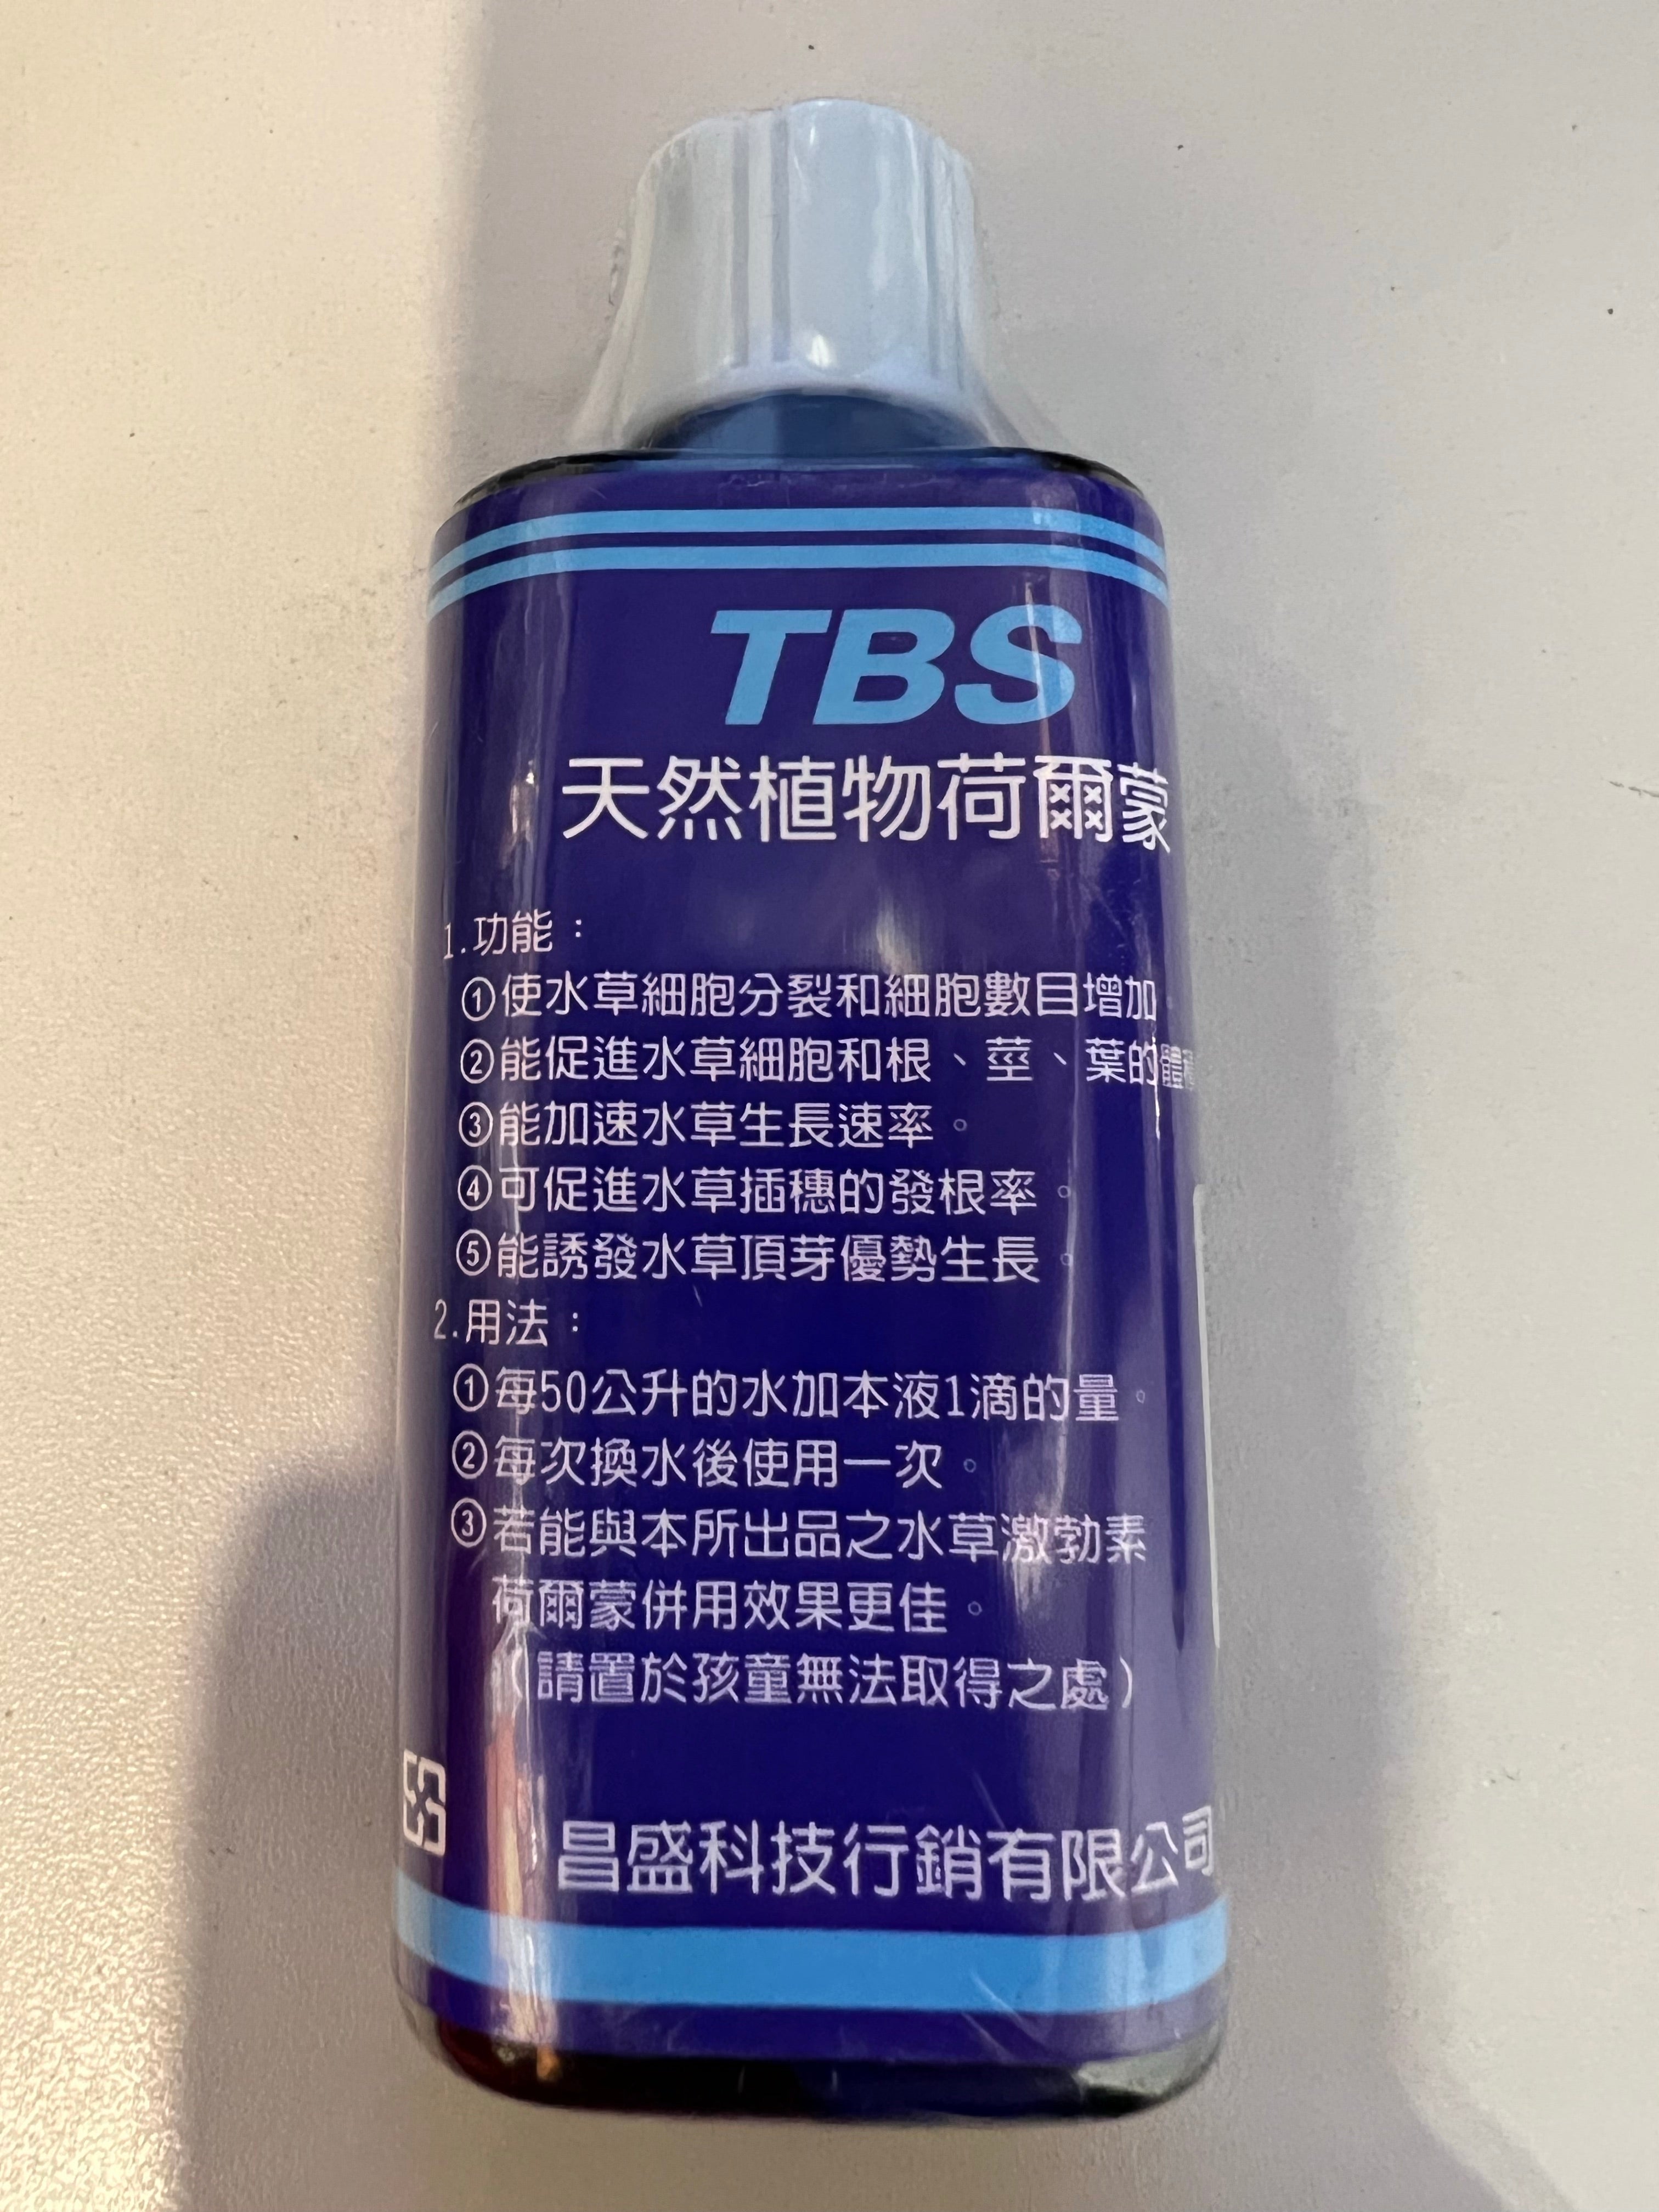 TBS
天然植物荷爾蒙
1.功能：
①使水草細胞分裂和細胞數目增加
②能促進水草細胞和根、莖、葉的體
③能加速水草生長速率。
④可促進水草插穗的發根率。
⑤能誘發水草頂芽優勢生長。
2.用法：
①每50公升的水加本液1滴的量。
②每次換水後使用一次。
③若能與本所出品之水草激勃素
荷爾蒙併用效果更佳。
（請置於孩童無法取得之處）
昌盛科技行銷有限公司